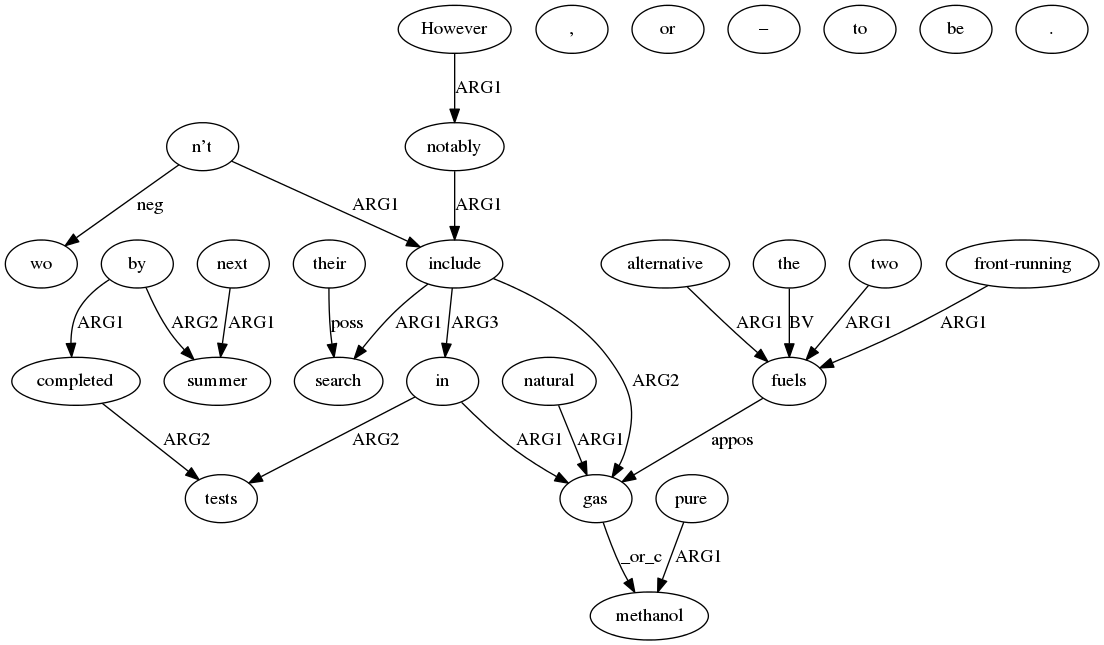 However , or – to be .
ARG1
n't notably
neg ARG1 ARG1
wo by next their include alternative the two front-running
ARG1 ARG2 ARG1 poss ARG1 ARG3 ARG2 ARG1 BV ARG1 ARG1
completed summer search in natural fuels
ARG2 ARG2 ARG1 ARG1 appos
tests gas pure
_or_c ARG1
methanol